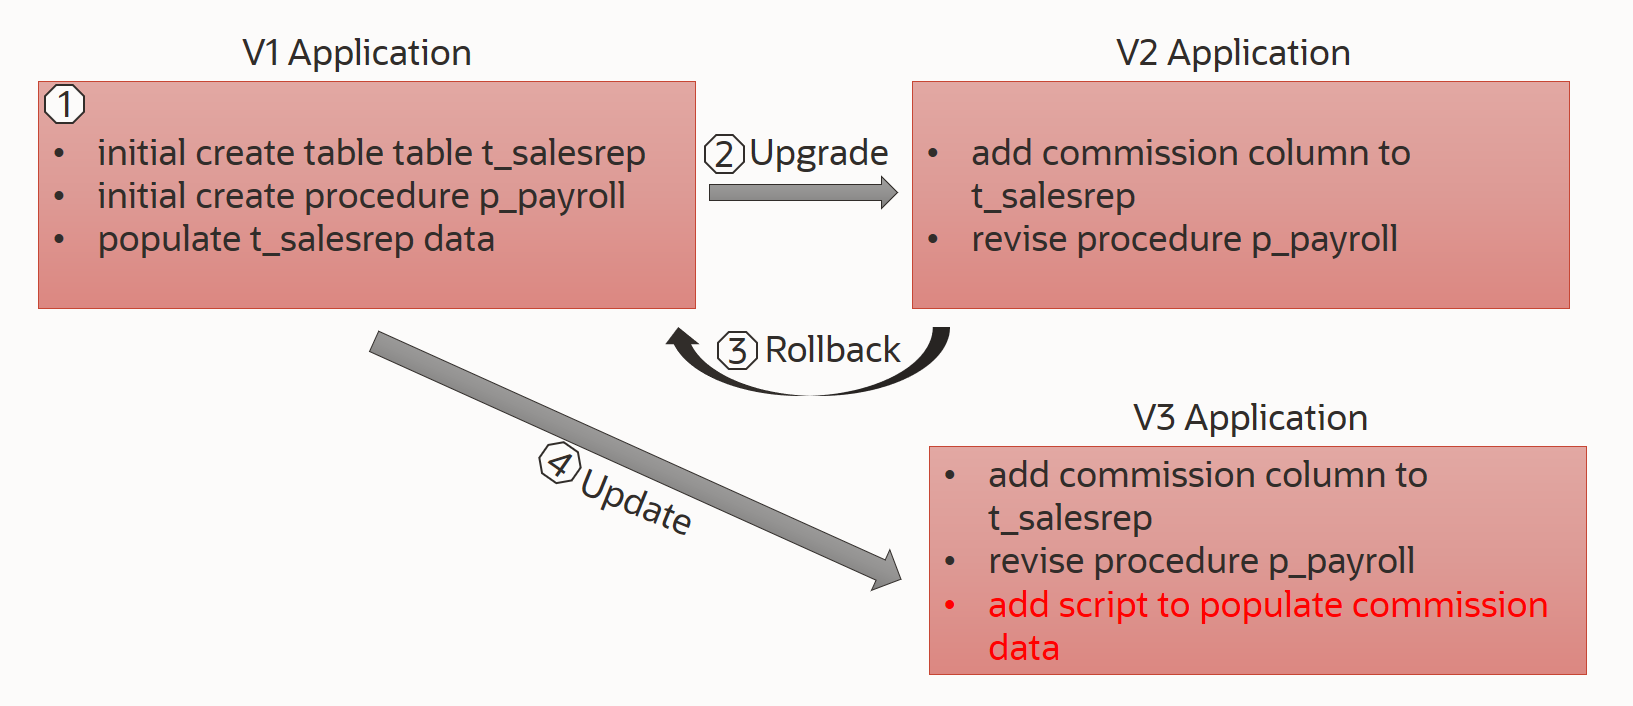 V1 Application
1
• initial create table table t_salesrep
• initial create procedure p_payroll
• populate t_salesrep data
2 Upgrade
V2 Application
• add commission column to
t_salesrep
• revise procedure p_payroll
3 Rollback
4 Update
V3 Application
• add commission column to
t_salesrep
• revise procedure p_payroll
• add script to populate commission
data